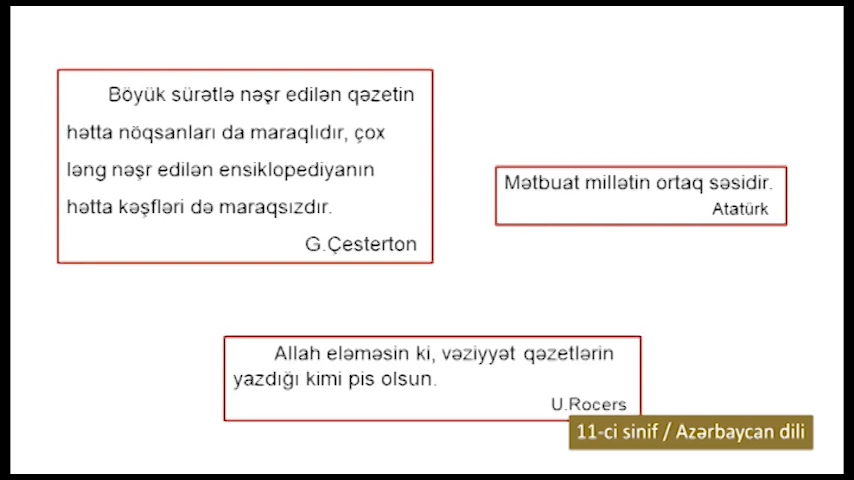 Böyük sürətlə nəşr edilən qəzetin
hətta nöqsanları da maraqlıdır, çox
ləng nəşr edilən ensiklopediyanın
hətta kəşfləri də maraqsızdır.
G.Çesterton
Mətbuat millətin ortaq səsidir.
Atatürk
Allah eləməsin ki, vəziyyət qəzetlərin
yazdığı kimi pis olsun.
U.Rocers
11-ci sinif / Azərbaycan dili